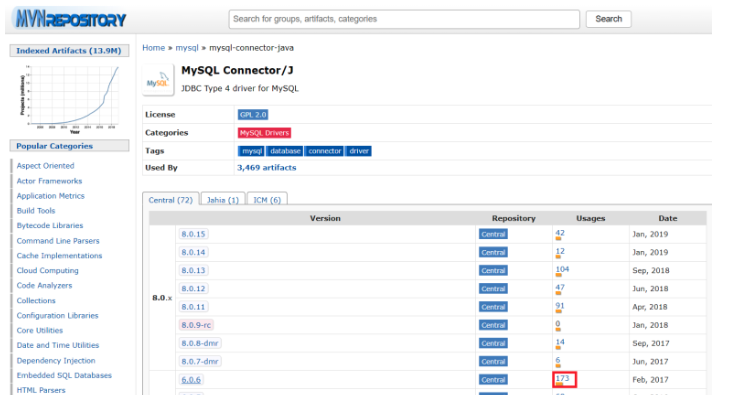 MVNREPOSITORY
Search for groups, artifacts, categories
Search
Indexed Artifacts (13.9M)
Projects (millions)
Year
Popular Categories
Aspect Oriented
Actor Frameworks
Application Metrics
Build Tools
Bytecode Libraries
Command Line Parsers
Cache Implementations
Cloud Computing
Code Analyzers
Collections
Configuration Libraries
Core Utilities
Date and Time Utilities
Dependency Injection
Embedded SQL Databases
HTML Parsers
Home » mysql » mysql-connector-java
MySQL
MySQL Connector/J
JDBC Type 4 driver for MySQL
License GPL 2.0
Categories MySQL Drivers
Tags mysql database connector driver
Used By 3,469 artifacts
Central (72) Jahia (1) ICM (6)
Version Repository Usages Date
8.0.x
8.0.15 Central 42 Jan, 2019
8.0.14 Central 12 Jan, 2019
8.0.13 Central 104 Sep, 2018
8.0.12 Central 47 Jun, 2018
8.0.11 Central 91 Apr, 2018
8.0.9-rc Central 0 Jan, 2018
8.0.8-dmr Central 14 Sep, 2017
8.0.7-dmr Central 6 Jun, 2017
6.0.6 Central 173 Feb, 2017